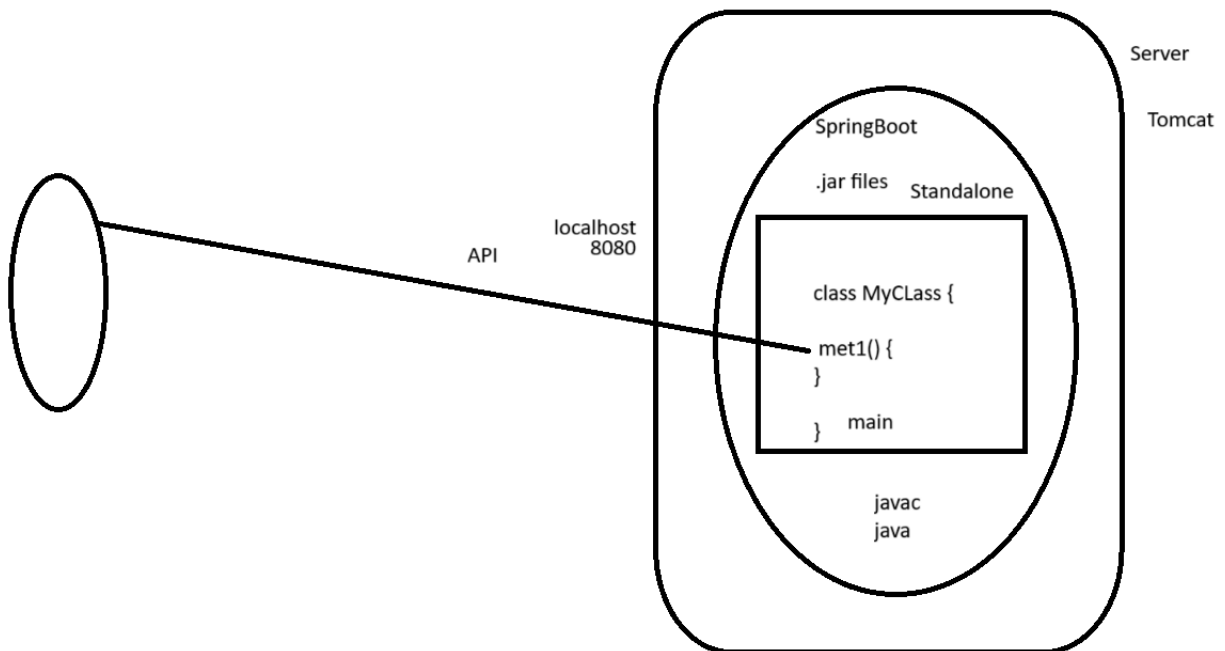 Server
Tomcat
SpringBoot
.jar files
Standalone
localhost
8080
API
class MyCLass {
met1() {
}
}
main
javac
java